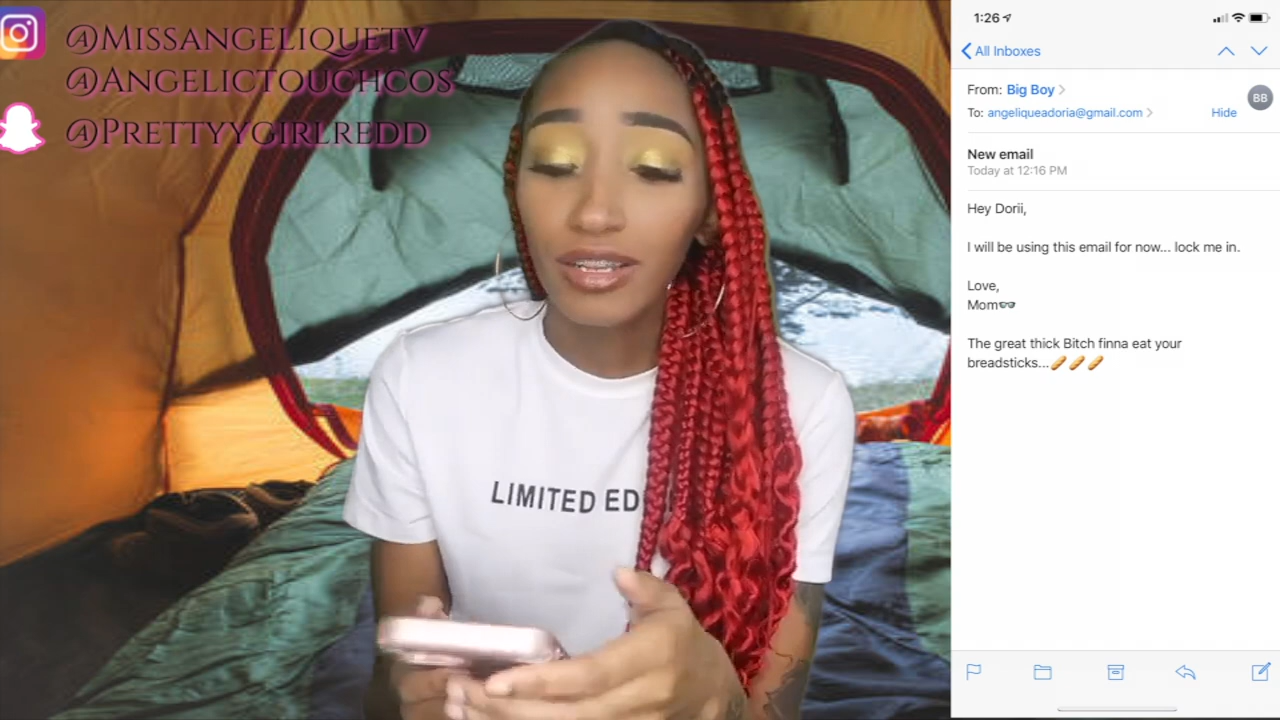 @MissangeliqueTV
@Angelictouchcos
@Prettyygirlredd
LIMITED ED
1:26
All Inboxes
From: Big Boy
BB
To: angeliqueadoria@gmail.com
Hide
New email
Today at 12:16 PM
Hey Dorii,
I will be using this email for now... lock me in.
Love,
Mom🕶
The great thick Bitch finna eat your
breadsticks...🥖🥖🥖